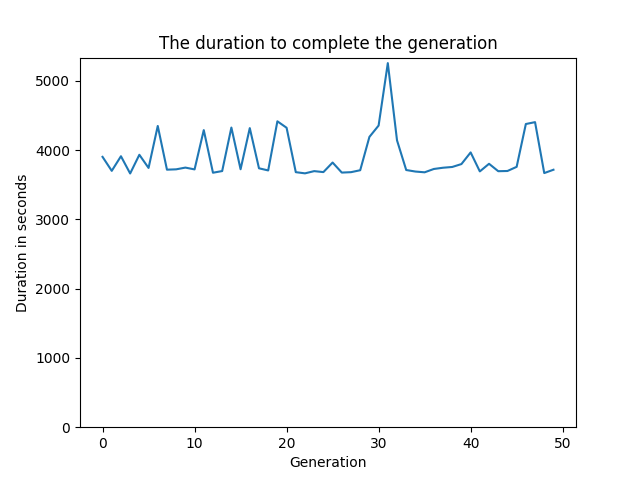 The duration to complete the generation
Duration in seconds
5000
4000
3000
2000
1000
0
0 10 20 30 40 50
Generation